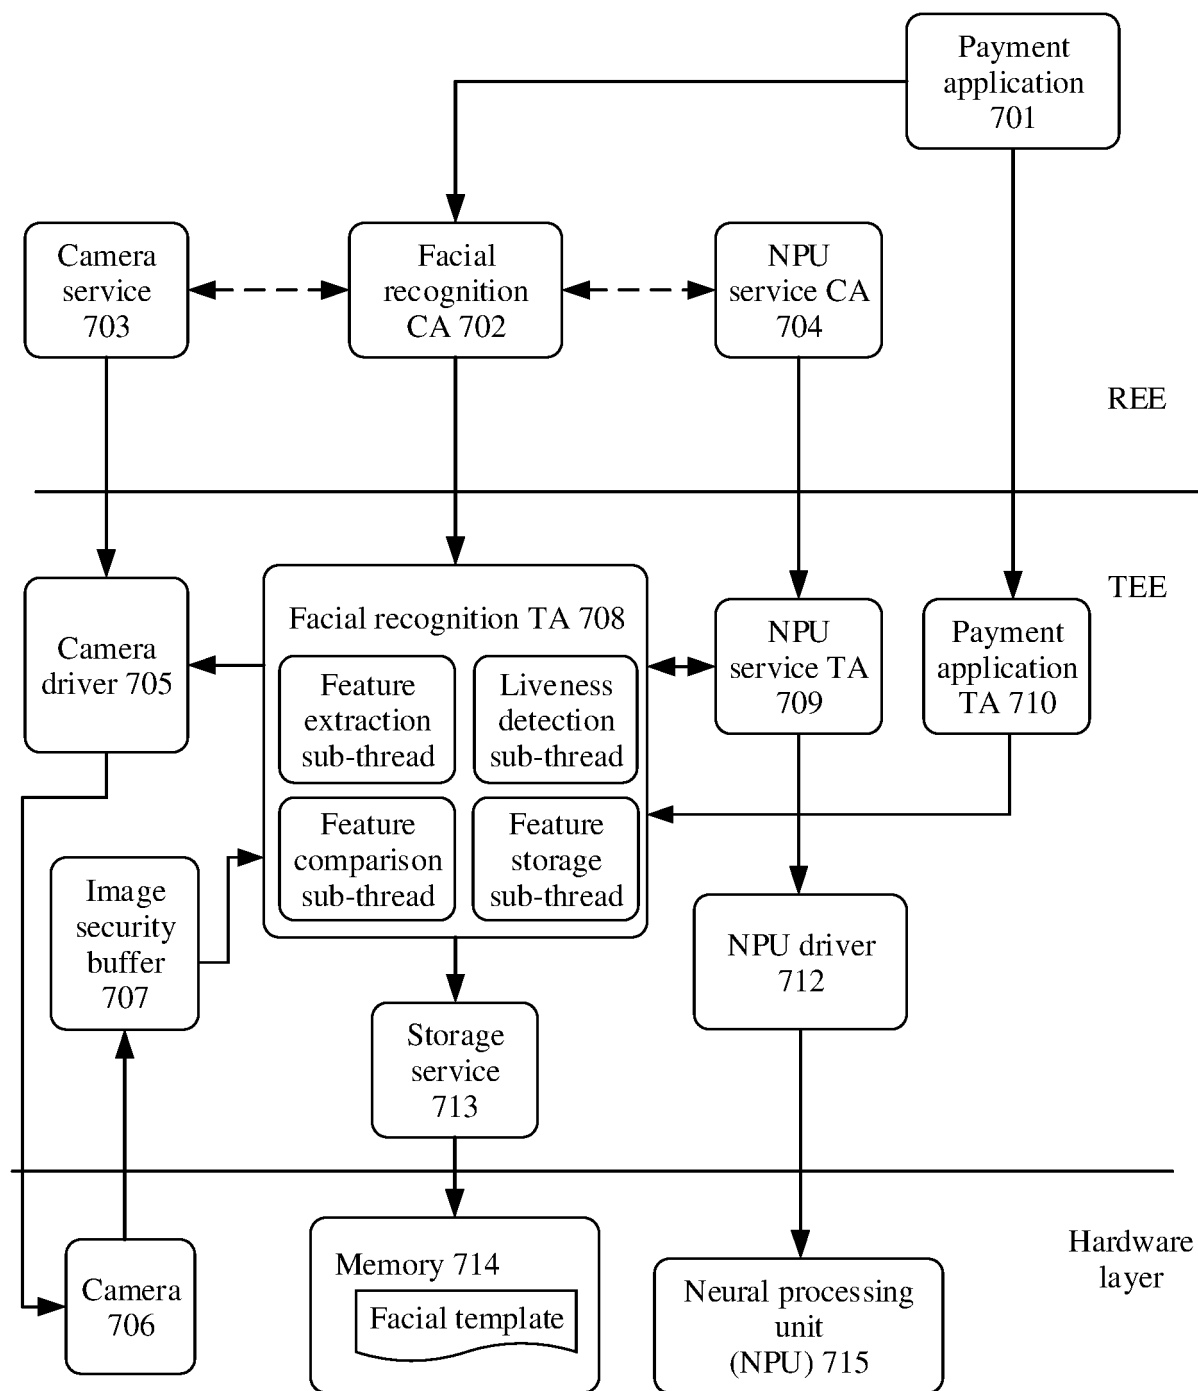 Payment
application
701
Camera
service
703
Facial
recognition
CA 702
NPU
service CA
704
REE
TEE
Camera
driver 705
Facial recognition TA 708
Feature
extraction
sub-thread
Liveness
detection
sub-thread
Feature
comparison
sub-thread
Feature
storage
sub-thread
NPU
service TA
709
Payment
application
TA 710
Image
security
buffer
707
Storage
service
713
NPU driver
712
Camera
706
Memory 714
Facial template
Neural processing
unit
(NPU) 715
Hardware
layer